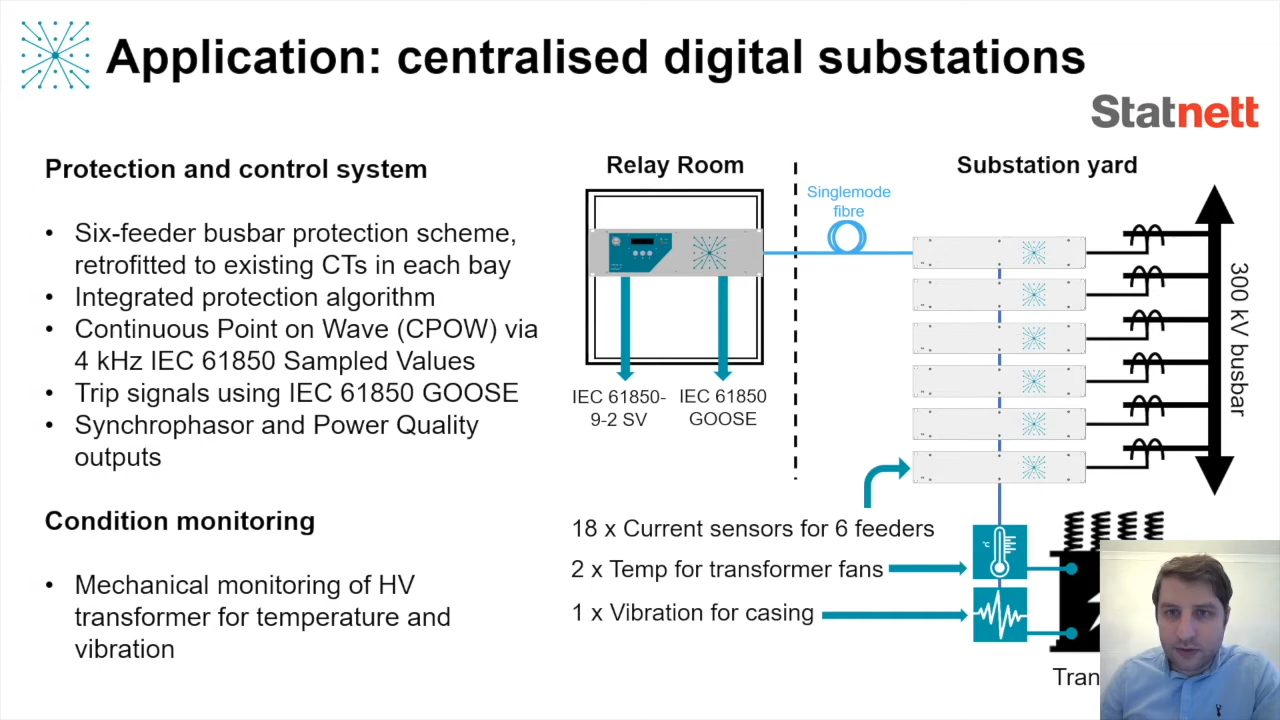 Application: centralised digital substations
Statnett
Protection and control system
• Six-feeder busbar protection scheme,
retrofitted to existing CTs in each bay
• Integrated protection algorithm
• Continuous Point on Wave (CPOW) via
4 kHz IEC 61850 Sampled Values
• Trip signals using IEC 61850 GOOSE
• Synchrophasor and Power Quality
outputs
Condition monitoring
• Mechanical monitoring of HV
transformer for temperature and
vibration
Relay Room
Singlemode
fibre
Substation yard
IEC 61850-
9-2 SV
IEC 61850
GOOSE
300 kV busbar
18 x Current sensors for 6 feeders
2 x Temp for transformer fans
°C
1 x Vibration for casing
Tran